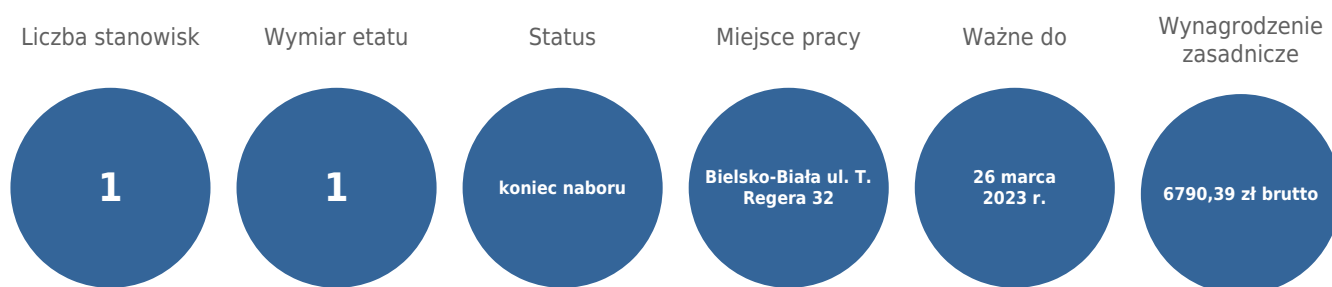 Liczba stanowisk
1
Wymiar etatu
1
Status
koniec naboru
Miejsce pracy
Bielsko-Biała ul. T.
Regera 32
Ważne do
26 marca
2023 r.
Wynagrodzenie
zasadnicze
6790,39 zł brutto